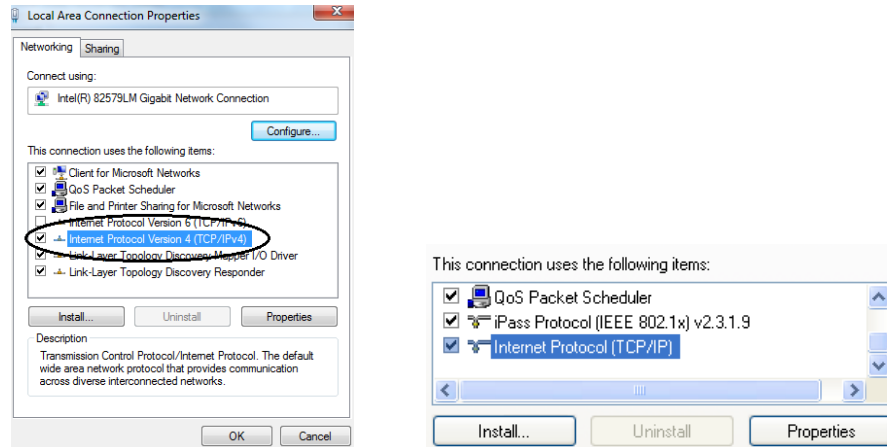 Local Area Connection Properties
Networking Sharing
Connect using:
Intel(R) 82579LM Gigabit Network Connection
Configure...
This connection uses the following items:
Client for Microsoft Networks
QoS Packet Scheduler
File and Printer Sharing for Microsoft Networks
Internet Protocol Version 6 (TCP/IPv6)
Internet Protocol Version 4 (TCP/IPv4)
Link-Layer Topology Discovery Mapper I/O Driver
Link-Layer Topology Discovery Responder
Install... Uninstall Properties
Description
Transmission Control Protocol/Internet Protocol. The default
wide area network protocol that provides communication
across diverse interconnected networks.
OK Cancel
This connection uses the following items:
QoS Packet Scheduler
iPass Protocol (IEEE 802.1x) v2.3.1.9
Internet Protocol (TCP/IP)
Install... Uninstall Properties